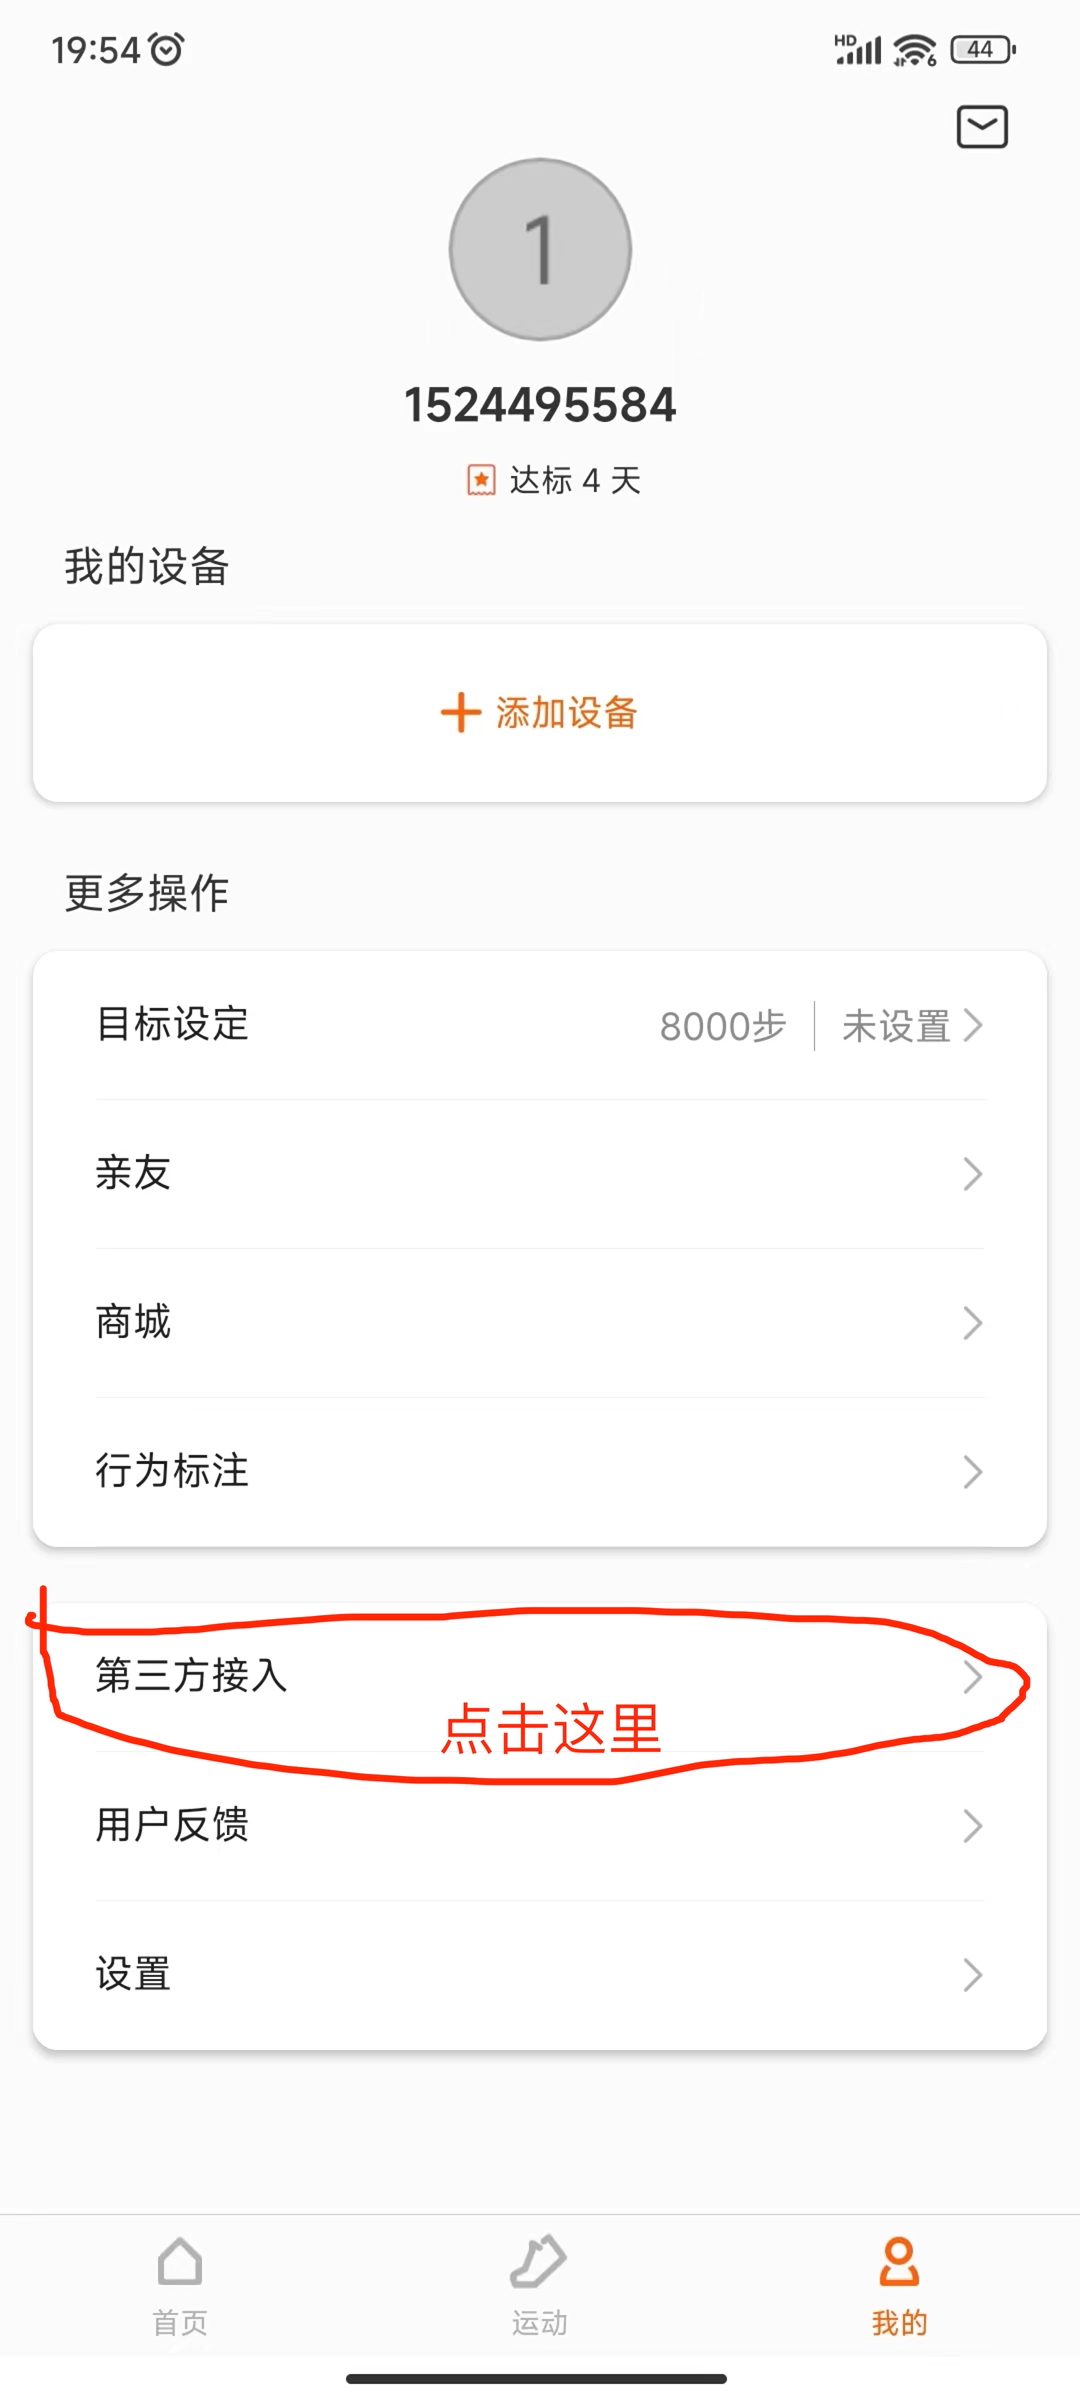 19:54
HD 6 44
1
1524495584
达标 4 天
我的设备
添加设备
更多操作
目标设定 8000步 未设置
亲友
商城
行为标注
第三方接入
点击这里
用户反馈
设置
首页 运动 我的